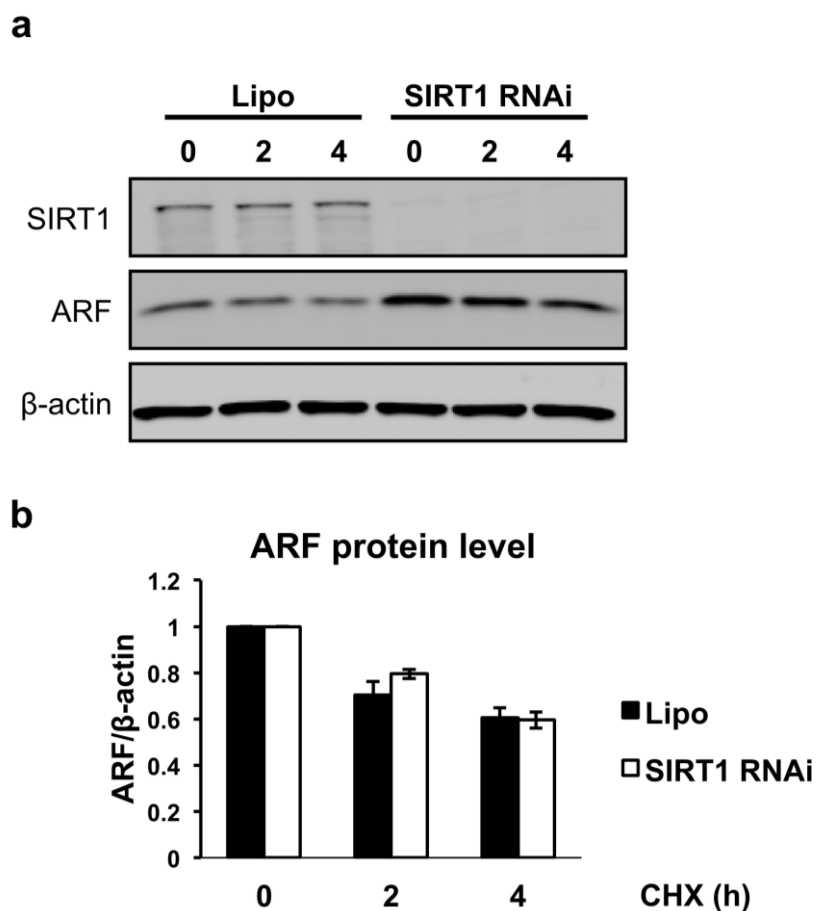 a
Lipo SIRT1 RNAi
0 2 4 0 2 4
SIRT1
ARF
β-actin
b
ARF protein level
1.2
1
0.8
0.6
0.4
0.2
0
ARF/β-actin
Lipo
SIRT1 RNAi
0 2 4 CHX (h)